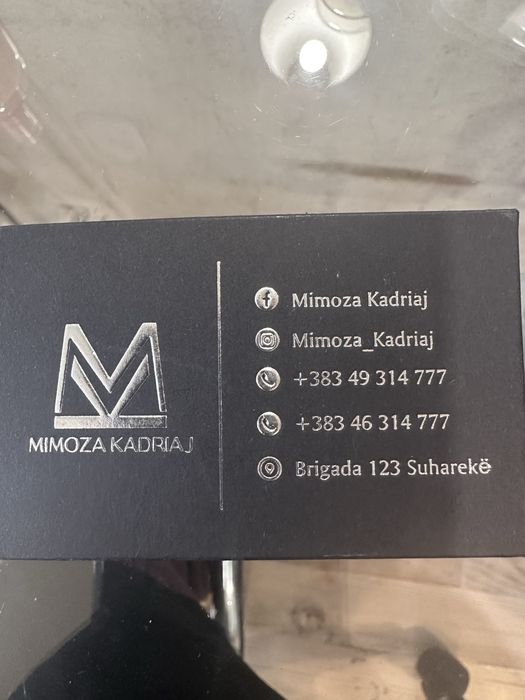 MIMOZA KADRIAJ
Mimoza Kadriaj
Mimoza_Kadriaj
+383 49 314 777
+383 46 314 777
Brigada 123 Suharekë